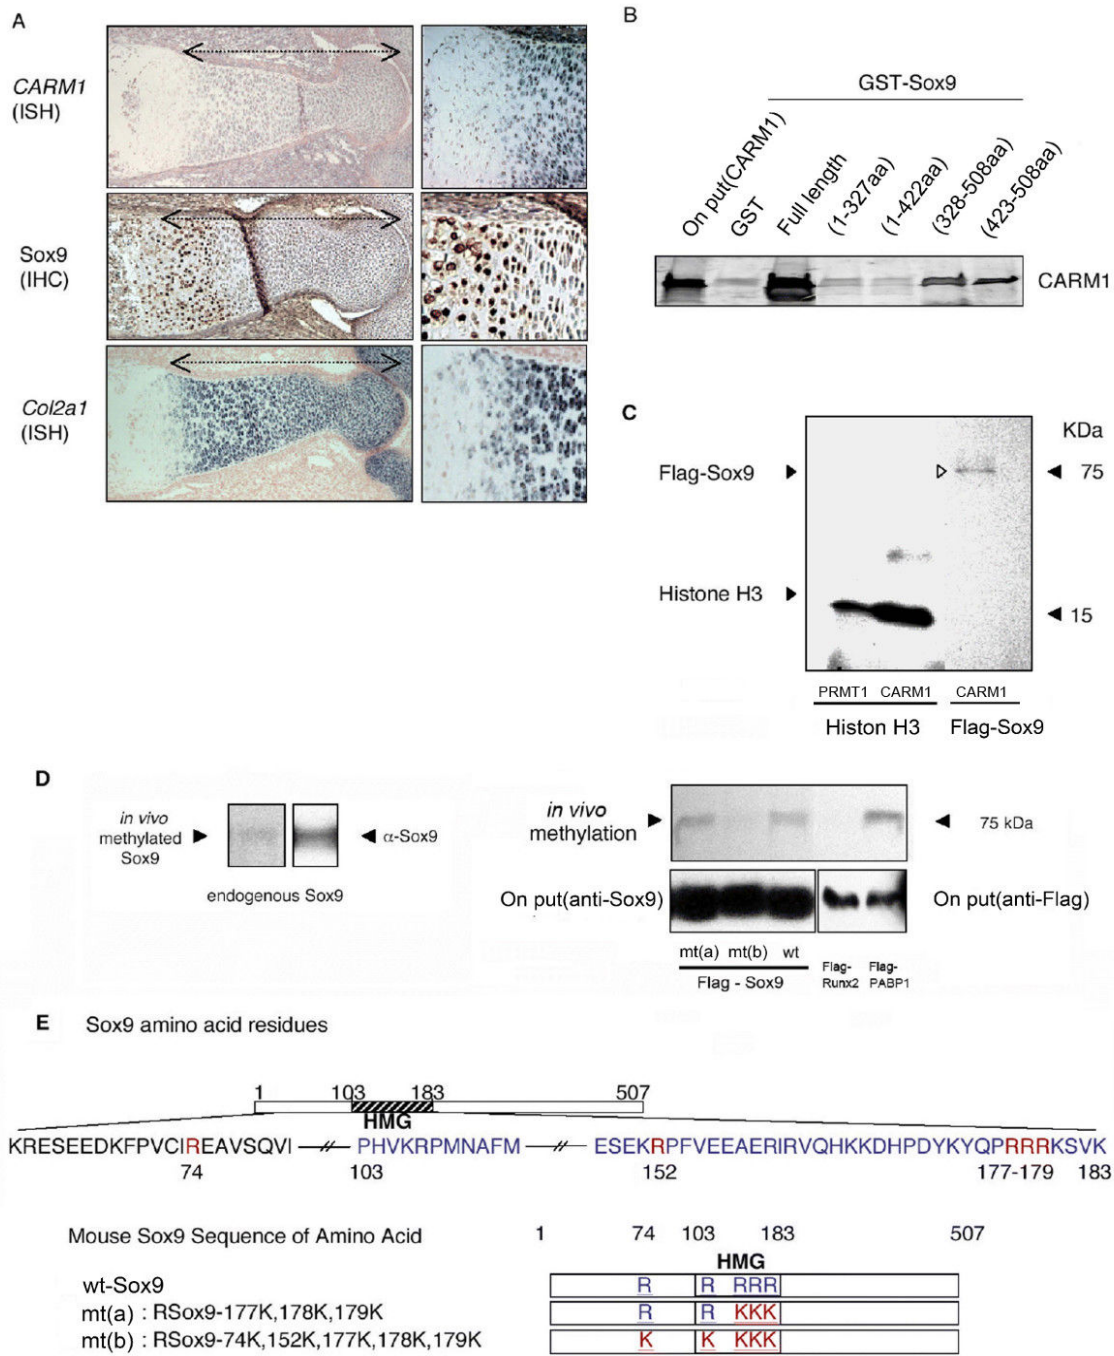 A
CARM1
(ISH)
Sox9
(IHC)
Col2a1
(ISH)
B
GST-Sox9
On put(CARM1)
GST
Full length
(1-327aa)
(1-422aa)
(328-508aa)
(423-508aa)
CARM1
C
KDa
Flag-Sox9
75
Histone H3
15
PRMT1 CARM1 CARM1
Histon H3 Flag-Sox9
D
in vivo
methylated
Sox9
α-Sox9
endogenous Sox9
in vivo
methylation
75 kDa
On put(anti-Sox9)
On put(anti-Flag)
mt(a) mt(b) wt
Flag - Sox9
Flag-
Runx2
Flag-
PABP1
E Sox9 amino acid residues
1 103 183 507
HMG
KRESEEDKFPVCIREAVSQVI PHVKRPMNAFM ESEKRPFVEEAERIRVQHKKDHPDYKYQPRRRKSVK
74 103 152 177-179 183
Mouse Sox9 Sequence of Amino Acid 1 74 103 183 507
HMG
wt-Sox9 R R RRR
mt(a) : RSox9-177K,178K,179K R R KKK
mt(b) : RSox9-74K,152K,177K,178K,179K K K KKK